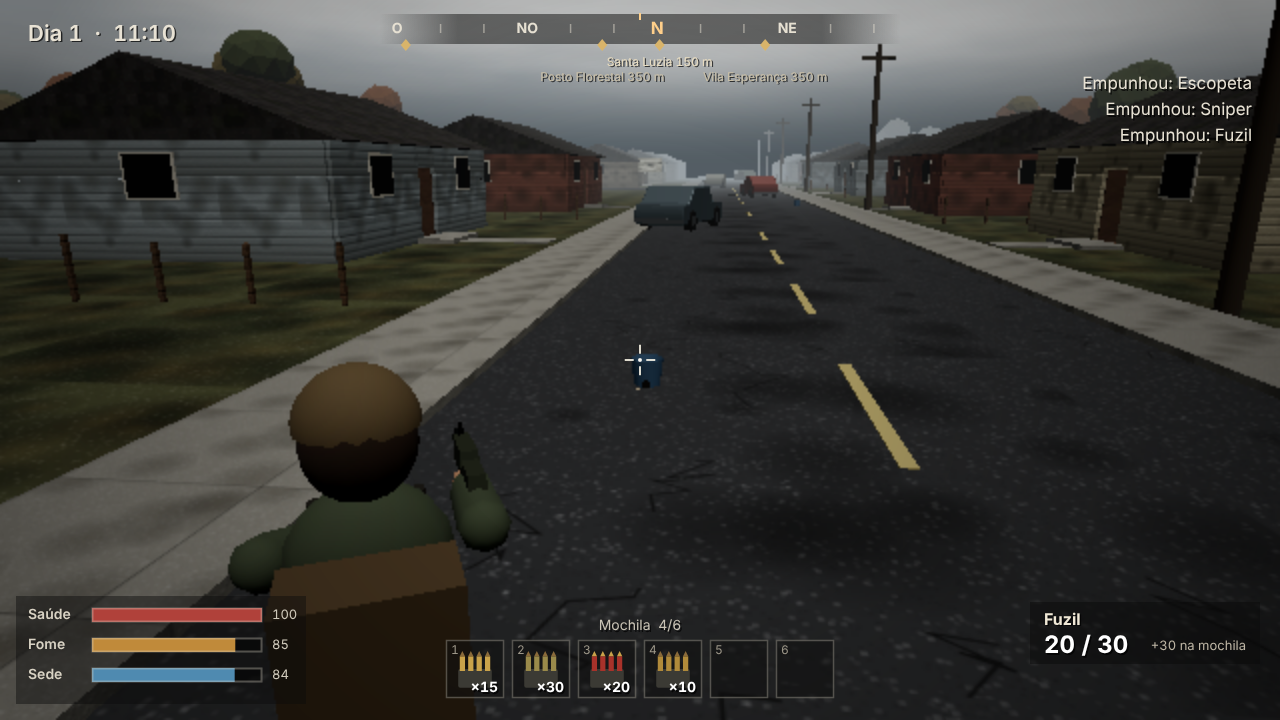 Dia 1 · 11:10
O NO N NE
Santa Luzia 150 m
Posto Florestal 350 m Vila Esperança 350 m
Empunhou: Escopeta
Empunhou: Sniper
Empunhou: Fuzil
Saúde 100
Fome 85
Sede 84
Mochila 4/6
1 2 3 4 5 6
×15 ×30 ×20 ×10
Fuzil
20 / 30 +30 na mochila